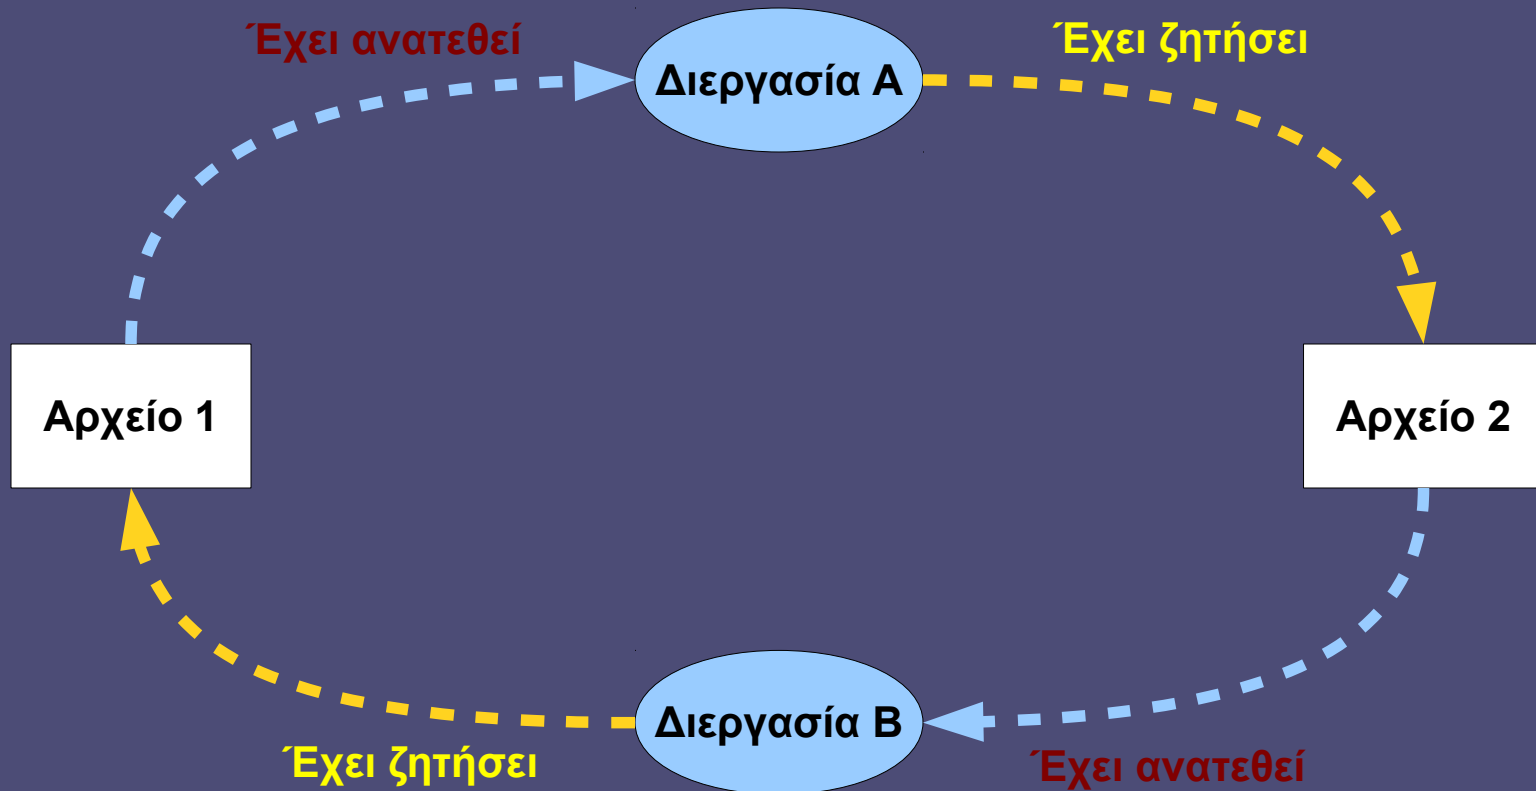 Έχει ανατεθεί
Έχει ζητήσει
Διεργασία Α
Αρχείο 1
Αρχείο 2
Διεργασία Β
Έχει ζητήσει
Έχει ανατεθεί